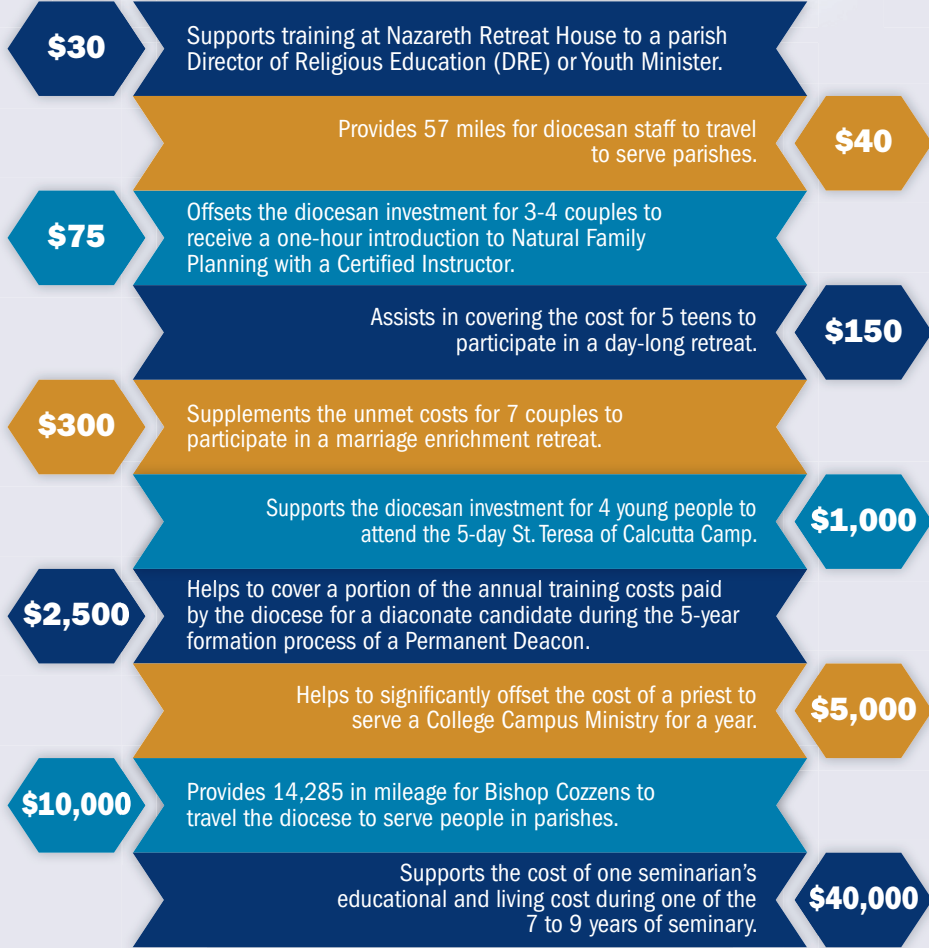 $30
Supports training at Nazareth Retreat House to a parish
Director of Religious Education (DRE) or Youth Minister.
Provides 57 miles for diocesan staff to travel
to serve parishes.
$40
$75
Offsets the diocesan investment for 3-4 couples to
receive a one-hour introduction to Natural Family
Planning with a Certified Instructor.
Assists in covering the cost for 5 teens to
participate in a day-long retreat.
$150
$300
Supplements the unmet costs for 7 couples to
participate in a marriage enrichment retreat.
Supports the diocesan investment for 4 young people to
attend the 5-day St. Teresa of Calcutta Camp.
$1,000
$2,500
Helps to cover a portion of the annual training costs paid
by the diocese for a diaconate candidate during the 5-year
formation process of a Permanent Deacon.
Helps to significantly offset the cost of a priest to
serve a College Campus Ministry for a year.
$5,000
$10,000
Provides 14,285 in mileage for Bishop Cozzens to
travel the diocese to serve people in parishes.
Supports the cost of one seminarian's
educational and living cost during one of the
7 to 9 years of seminary.
$40,000